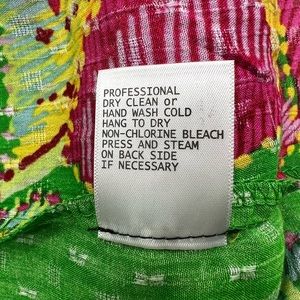 PROFESSIONAL
DRY CLEAN or
HAND WASH COLD
HANG TO DRY
NON-CHLORINE BLEACH
PRESS AND STEAM
ON BACK SIDE
IF NECESSARY